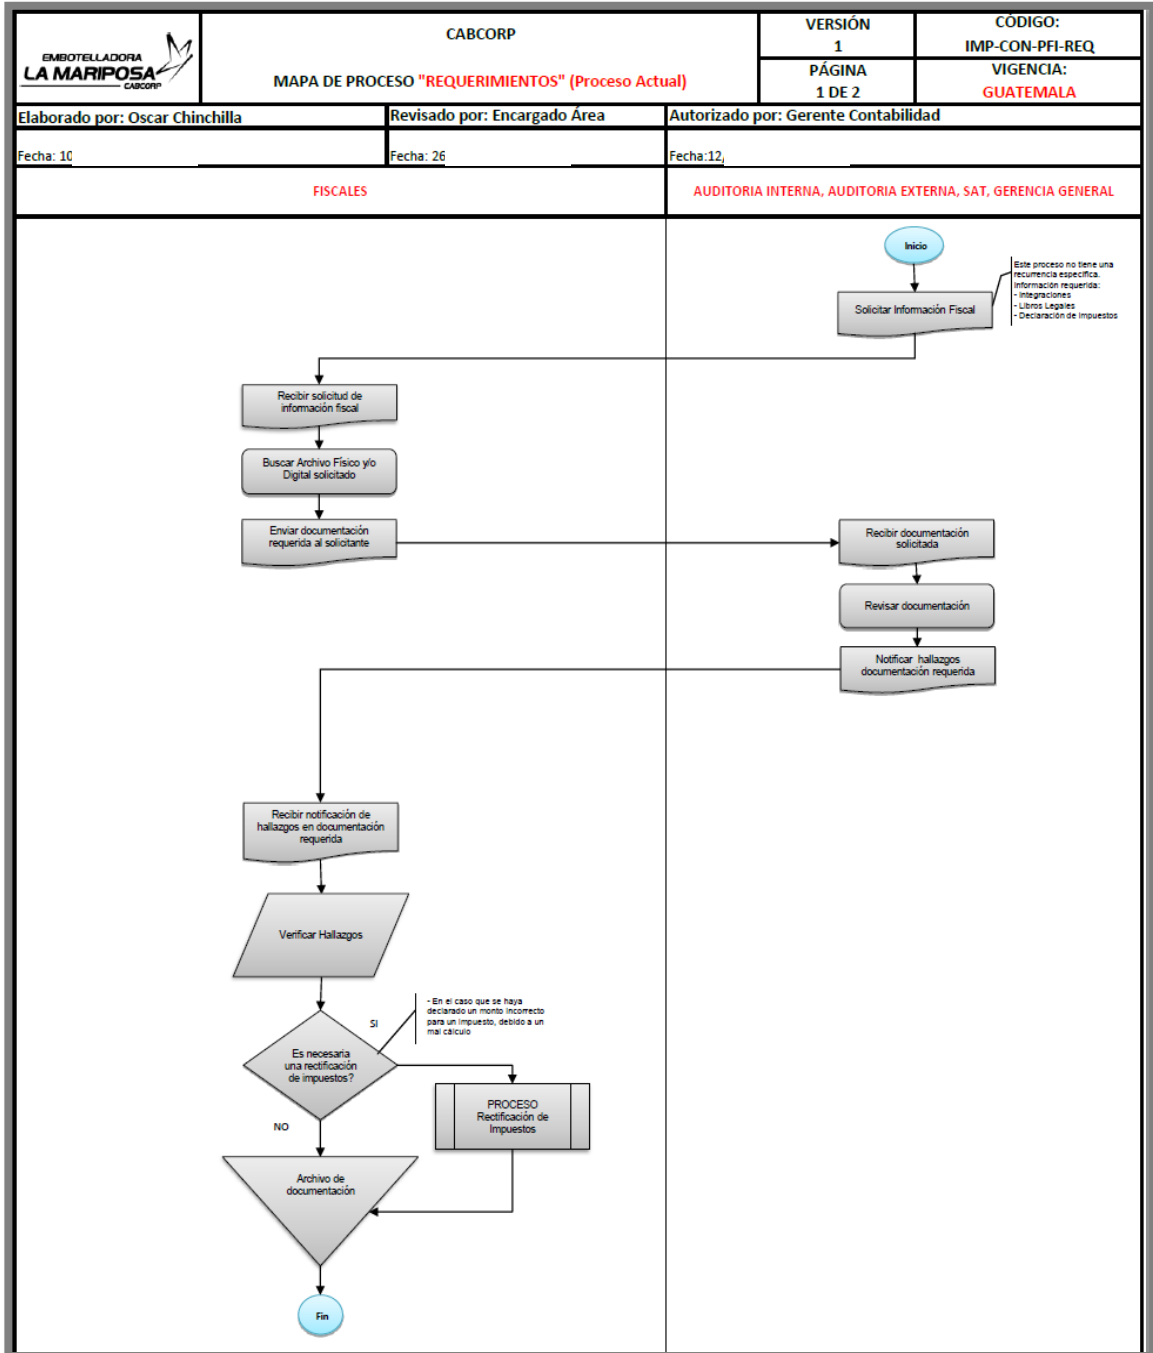 EMBOTELLADORA
LA MARIPOSA
CABCORP
CABCORP
MAPA DE PROCESO "REQUERIMIENTOS" (Proceso Actual)
VERSIÓN
1
CÓDIGO:
IMP-CON-PFI-REQ
PÁGINA
1 DE 2
VIGENCIA:
GUATEMALA
Elaborado por: Oscar Chinchilla
Revisado por: Encargado Área
Autorizado por: Gerente Contabilidad
Fecha: 10
Fecha: 26
Fecha:12,
FISCALES
AUDITORIA INTERNA, AUDITORIA EXTERNA, SAT, GERENCIA GENERAL
Inicio
Este proceso no tiene una
recurrencia especifica.
Información requerida:
- Integraciones
- Libros Legales
- Declaración de Impuestos
Solicitar Información Fiscal
Recibir solicitud de
información fiscal
Buscar Archivo Físico y/o
Digital solicitado
Enviar documentación
requerida al solicitante
Recibir documentación
solicitada
Revisar documentación
Notificar hallazgos
documentación requerida
Recibir notificación de
hallazgos en documentación
requerida
Verificar Hallazgos
- En el caso que se haya
declarado un monto incorrecto
para un impuesto, debido a un
mal cálculo
SI
Es necesaria
una rectificación
de impuestos?
PROCESO
Rectificación de
Impuestos
NO
Archivo de
documentación
Fin